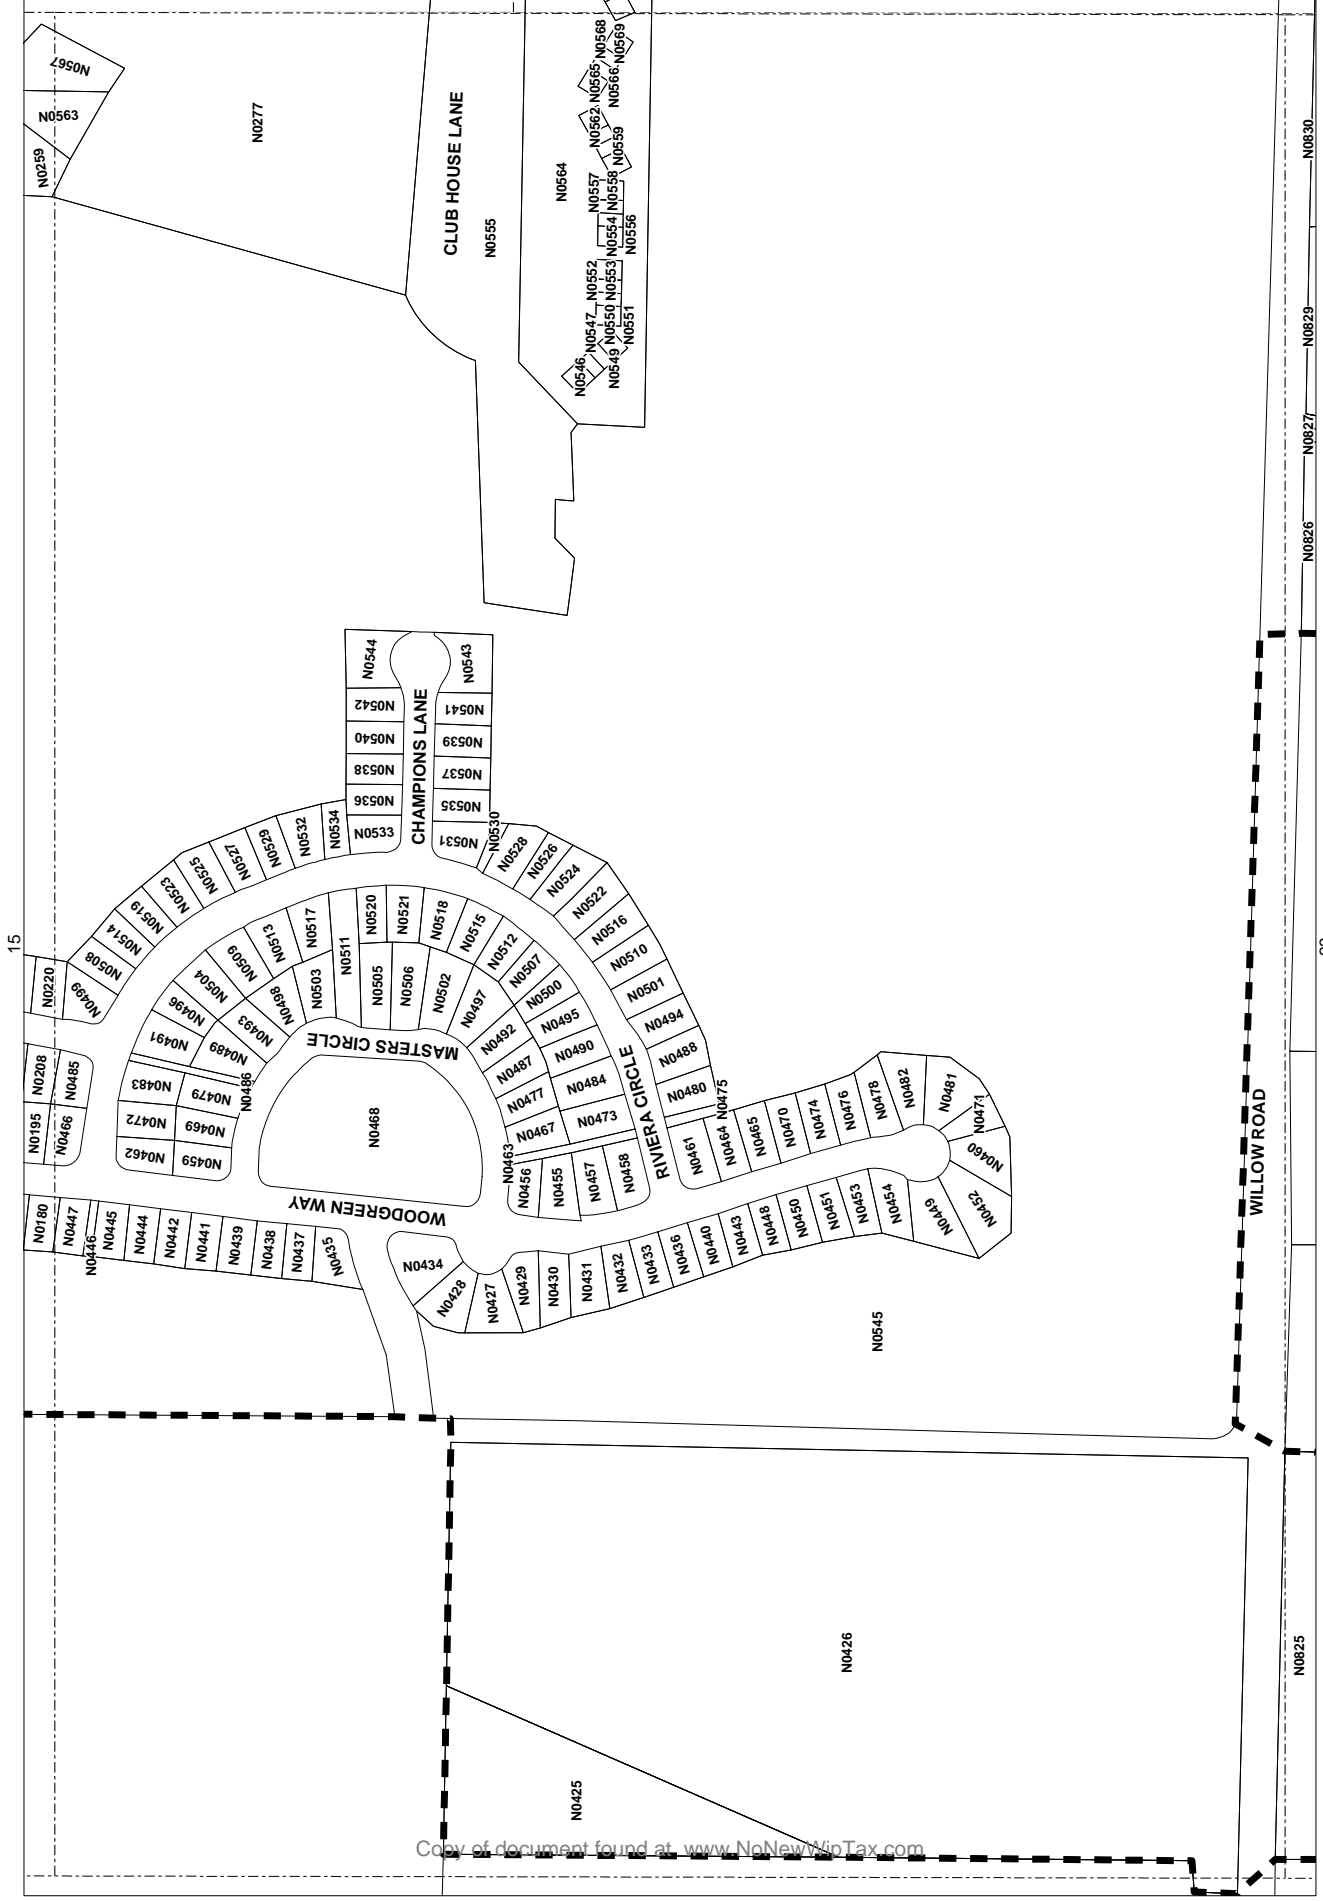 N0567
N0563
N0259
N0277
CLUB HOUSE LANE
N0555
N0564
N0568
N0569
N0565
N0566
N0562
N0559
N0557
N0558
N0554
N0556
N0552
N0553
N0547
N0550
N0551
N0546
N0549
N0830
N0829
N0827
N0826
N0544
N0543
N0542
N0541
N0540
N0539
N0538
N0537
N0536
N0535
N0533
N0531
CHAMPIONS LANE
N0530
N0534
N0532
N0529
N0527
N0525
N0523
N0519
N0514
N0508
N0499
N0220
15
N0528
N0526
N0524
N0522
N0516
N0510
N0501
N0494
N0488
N0480
N0475
N0520
N0521
N0518
N0515
N0512
N0507
N0500
N0495
N0490
N0484
N0473
N0517
N0513
N0509
N0504
N0496
N0491
N0511
N0505
N0506
N0502
N0497
N0492
N0487
N0477
N0467
N0463
N0503
N0498
N0493
N0489
N0486
MASTERS CIRCLE
N0468
N0483
N0479
N0472
N0469
N0462
N0459
N0208
N0485
N0195
N0466
N0180
N0447
N0446
N0445
N0444
N0442
N0441
N0439
N0438
N0437
N0435
WOODGREEN WAY
N0456
N0455
N0457
N0458
RIVIERA CIRCLE
N0461
N0464
N0465
N0470
N0474
N0476
N0478
N0482
N0481
N0471
N0460
N0452
N0449
N0454
N0453
N0451
N0450
N0448
N0443
N0440
N0436
N0433
N0432
N0431
N0430
N0429
N0427
N0428
N0434
N0545
WILLOW ROAD
N0426
N0425
N0825
Copy of document found at www.NoNewWipTax.com